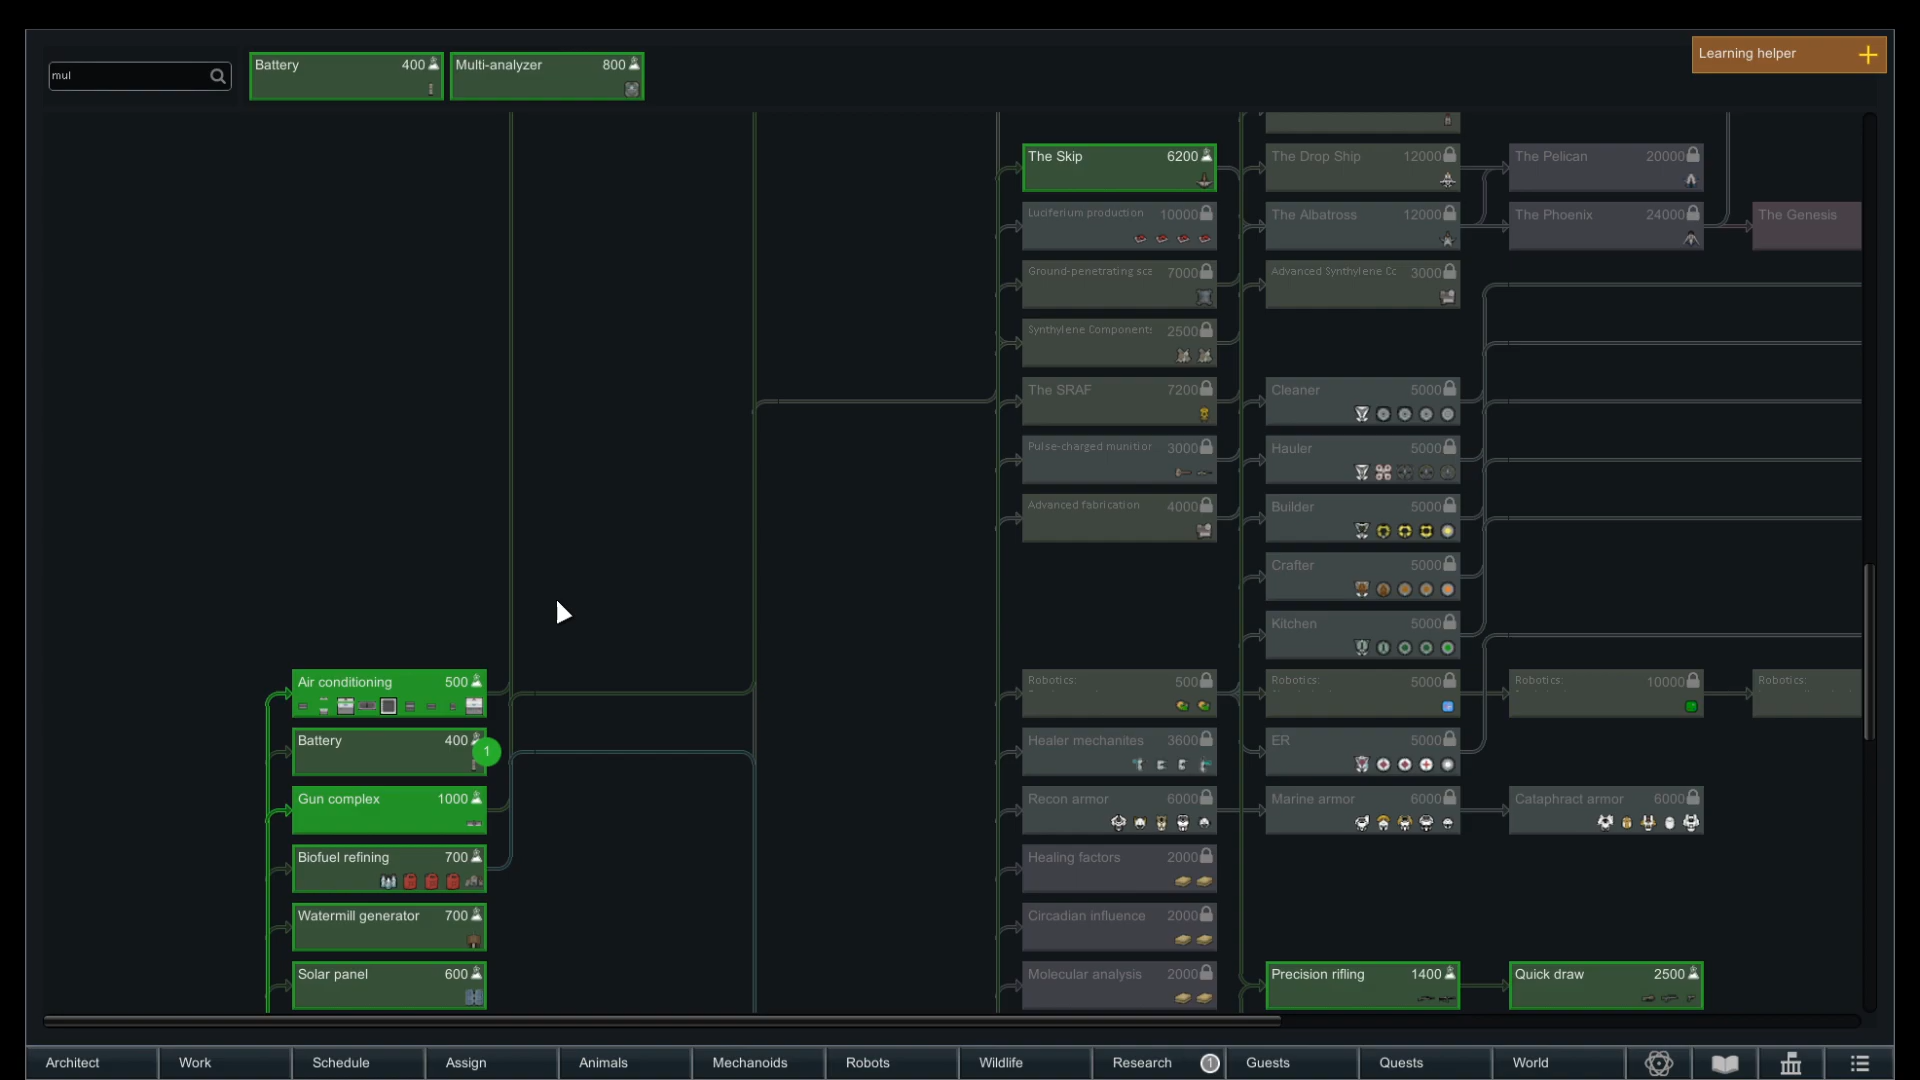 Learning helper
mul
Battery 400
Multi-analyzer 800
The Skip 6200
The Drop Ship 12000
The Pelican 20000
Luciferium production 10000
The Albatross 12000
The Phoenix 24000
The Genesis
Ground-penetrating sca 7000
Advanced Synthylene Cc 3000
Synthylene Components 2500
The SRAF 7200
Cleaner 5000
Pulse-charged munition 3000
Hauler 5000
Advanced fabrication 4000
Builder 5000
Crafter 5000
Kitchen 5000
Air conditioning 500
Robotics: 500
Robotics: 5000
Robotics: 10000
Robotics:
Battery 400
1
Healer mechanites 3600
ER 5000
Gun complex 1000
Recon armor 6000
Marine armor 6000
Cataphract armor 6000
Biofuel refining 700
Healing factors 2000
Watermill generator 700
Circadian influence 2000
Solar panel 600
Molecular analysis 2000
Precision rifling 1400
Quick draw 2500
Architect Work Schedule Assign Animals Mechanoids Robots Wildlife Research 1 Guests Quests World